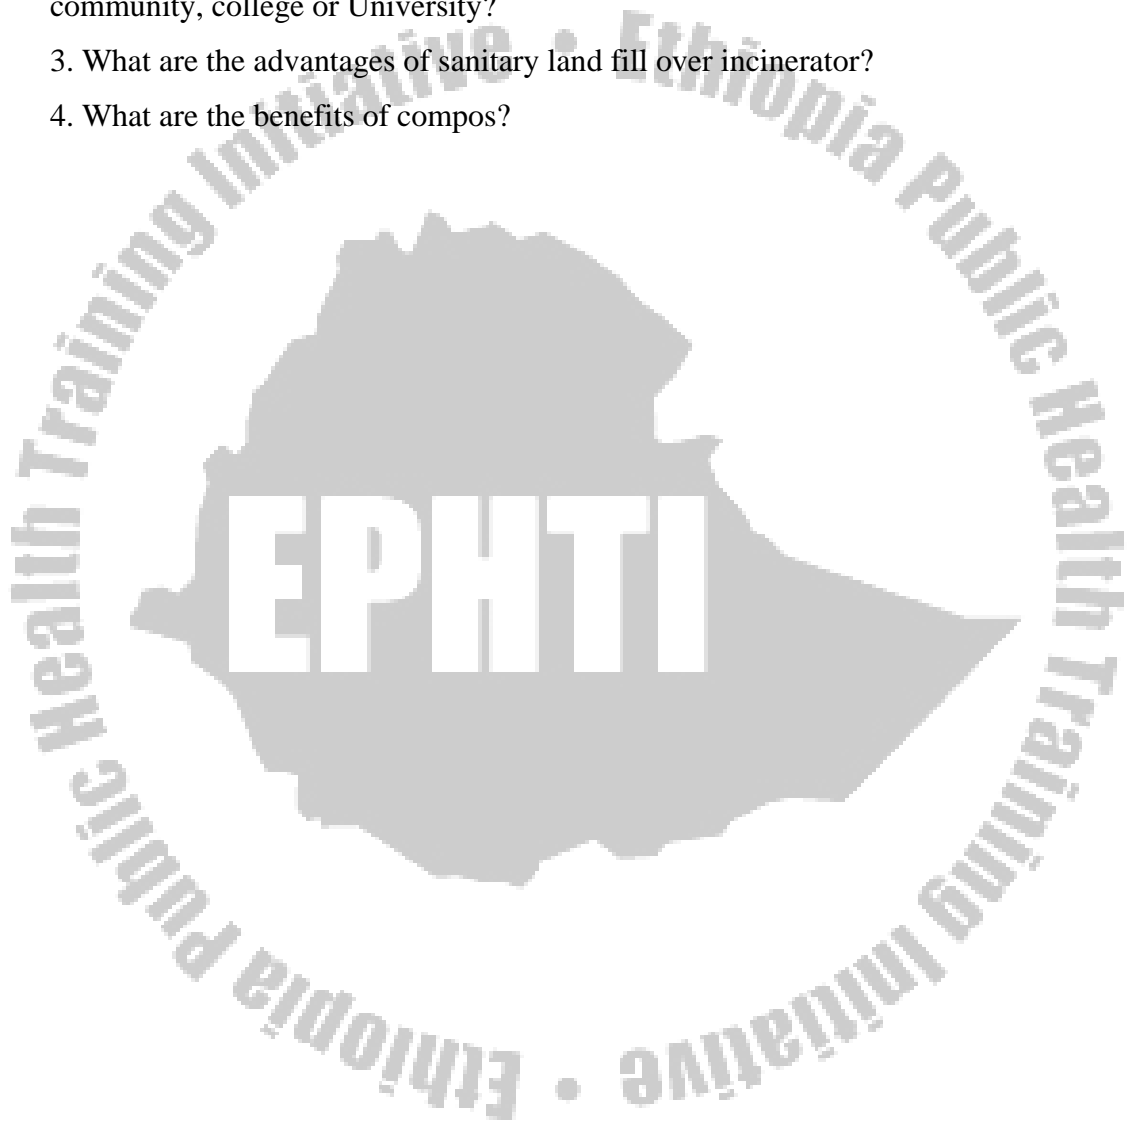 community, college or University?
3. What are the advantages of sanitary land fill over incinerator?
4. What are the benefits of compos?
Ethiopia Public Health Training Initiative • Ethiopia Public Health Training Initiative •
EPHTI